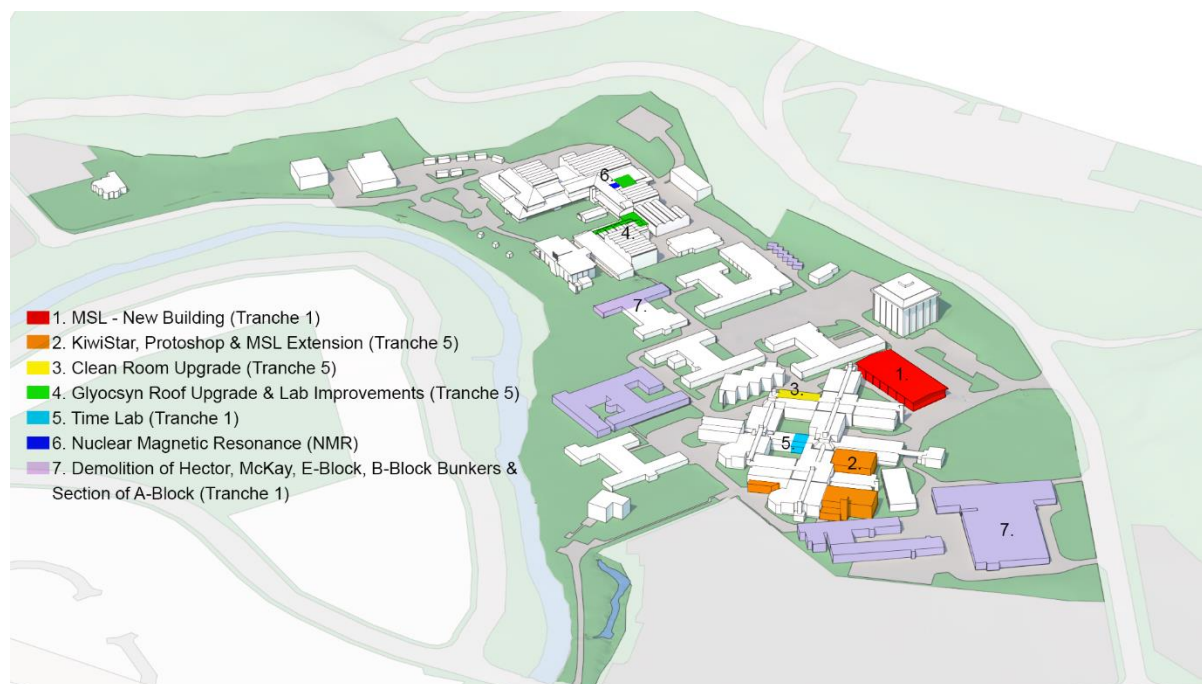 6.
4.
7.
1. MSL - New Building (Tranche 1)
2. KiwiStar, Protoshop & MSL Extension (Tranche 5)
3. Clean Room Upgrade (Tranche 5)
4. Glyocsyn Roof Upgrade & Lab Improvements (Tranche 5)
5. Time Lab (Tranche 1)
6. Nuclear Magnetic Resonance (NMR)
7. Demolition of Hector, McKay, E-Block, B-Block Bunkers &
Section of A-Block (Tranche 1)
1.
3.
5.
2.
7.